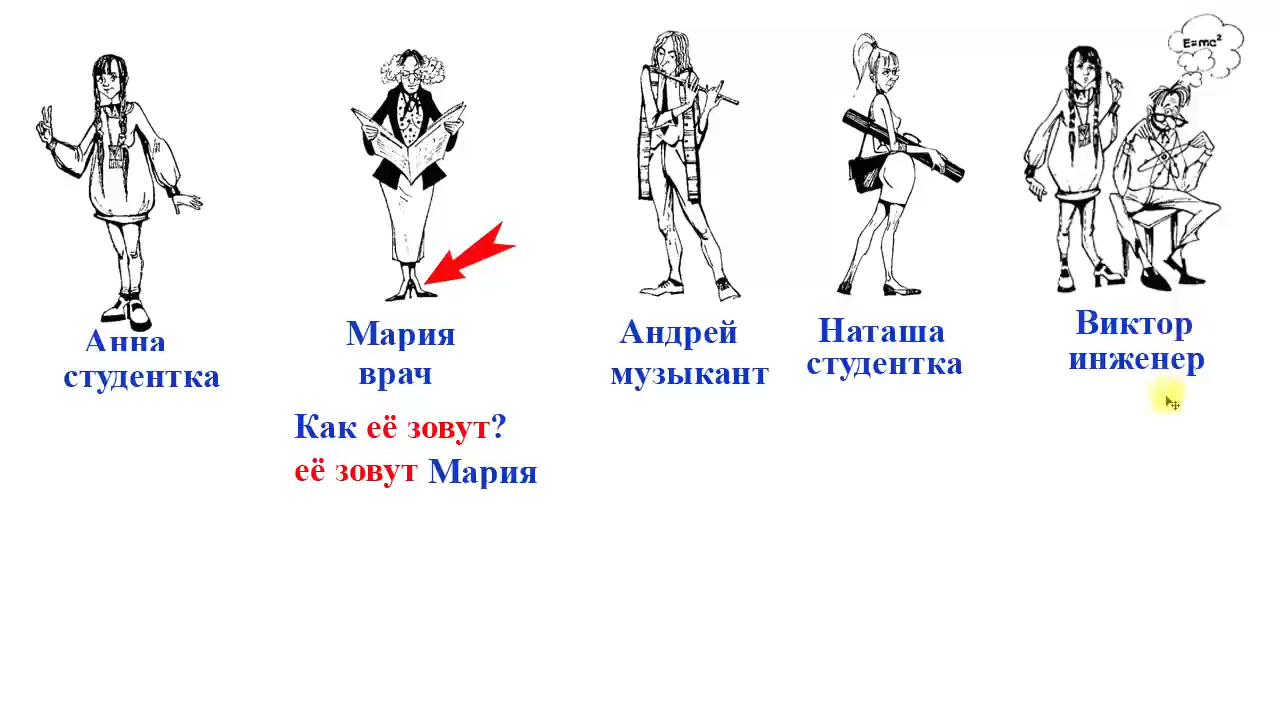 E=mc²
Анна
студентка
Мария
врач
Андрей
музыкант
Наташа
студентка
Виктор
инженер
Как её зовут?
её зовут Мария